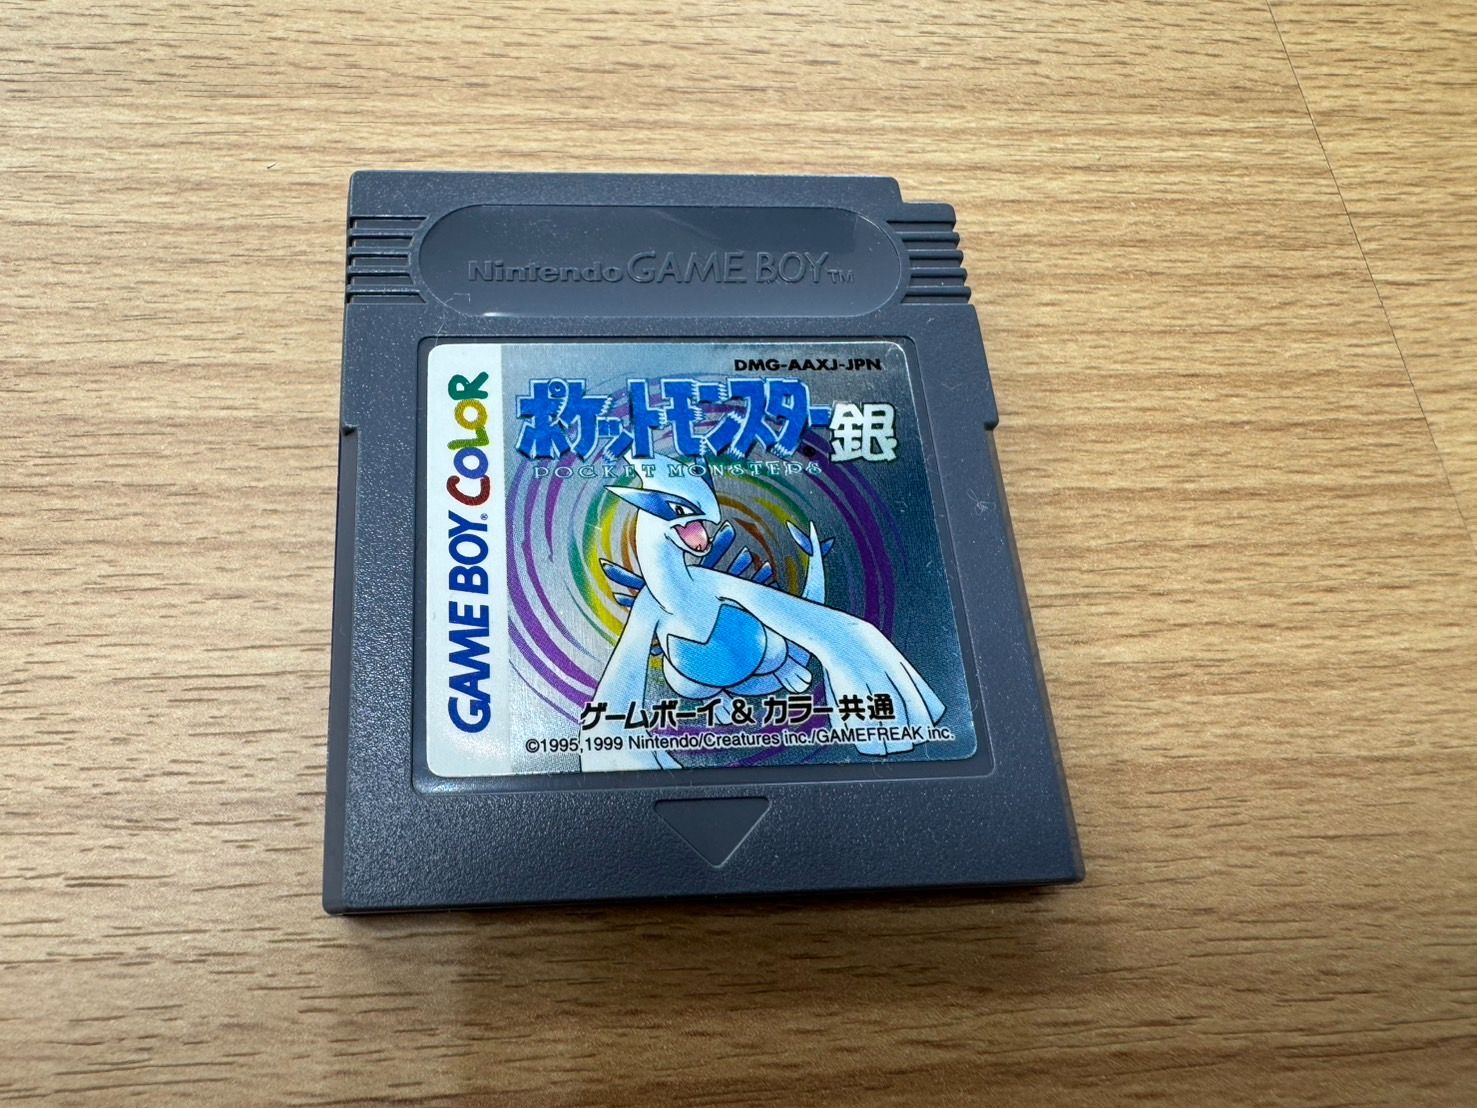 Nintendo GAME BOY™
DMG-AAXJ-JPN
ポケットモンスター銀
POCKET MONSTERS
GAME BOY® COLOR
ゲームボーイ & カラー共通
©1995,1999 Nintendo/Creatures inc./GAMEFREAK inc.